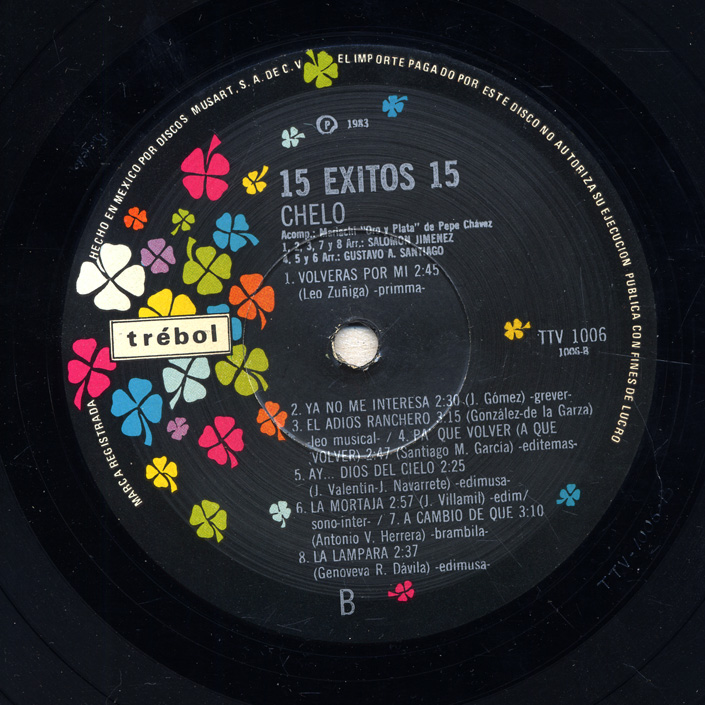 HECHO EN MEXICO POR DISCOS MUSART, S. A. DE C. V
EL IMPORTE PAGADO POR ESTE DISCO NO AUTORIZA SU EJECUCION PUBLICA CON FINES DE LUCRO
Ⓟ 1983
15 EXITOS 15
CHELO
Acomp.: Mariachi "Oro y Plata" de Pepe Chávez
1, 2, 3, 7 y 8 Arr.: SALOMON JIMENEZ
4, 5 y 6 Arr.: GUSTAVO A. SANTIAGO
1. VOLVERAS POR MI 2:45
(Leo Zuñiga) -primma-
trébol
TTV 1006
1006-B
2. YA NO ME INTERESA 2:30 (J. Gómez) -grever-
3. EL ADIOS RANCHERO 3:15 (González-de la Garza)
-leo musical- / 4. PA' QUE VOLVER (A QUE
VOLVER) 2:47 (Santiago M. García) -editemas-
5. AY... DIOS DEL CIELO 2:25
(J. Valentín-J. Navarrete) -edimusa-
6. LA MORTAJA 2:57 (J. Villamil) -edim/
sono-inter- / 7. A CAMBIO DE QUE 3:10
(Antonio V. Herrera) -brambila-
8. LA LAMPARA 2:37
(Genoveva R. Dávila) -edimusa-
B
MARCA REGISTRADA